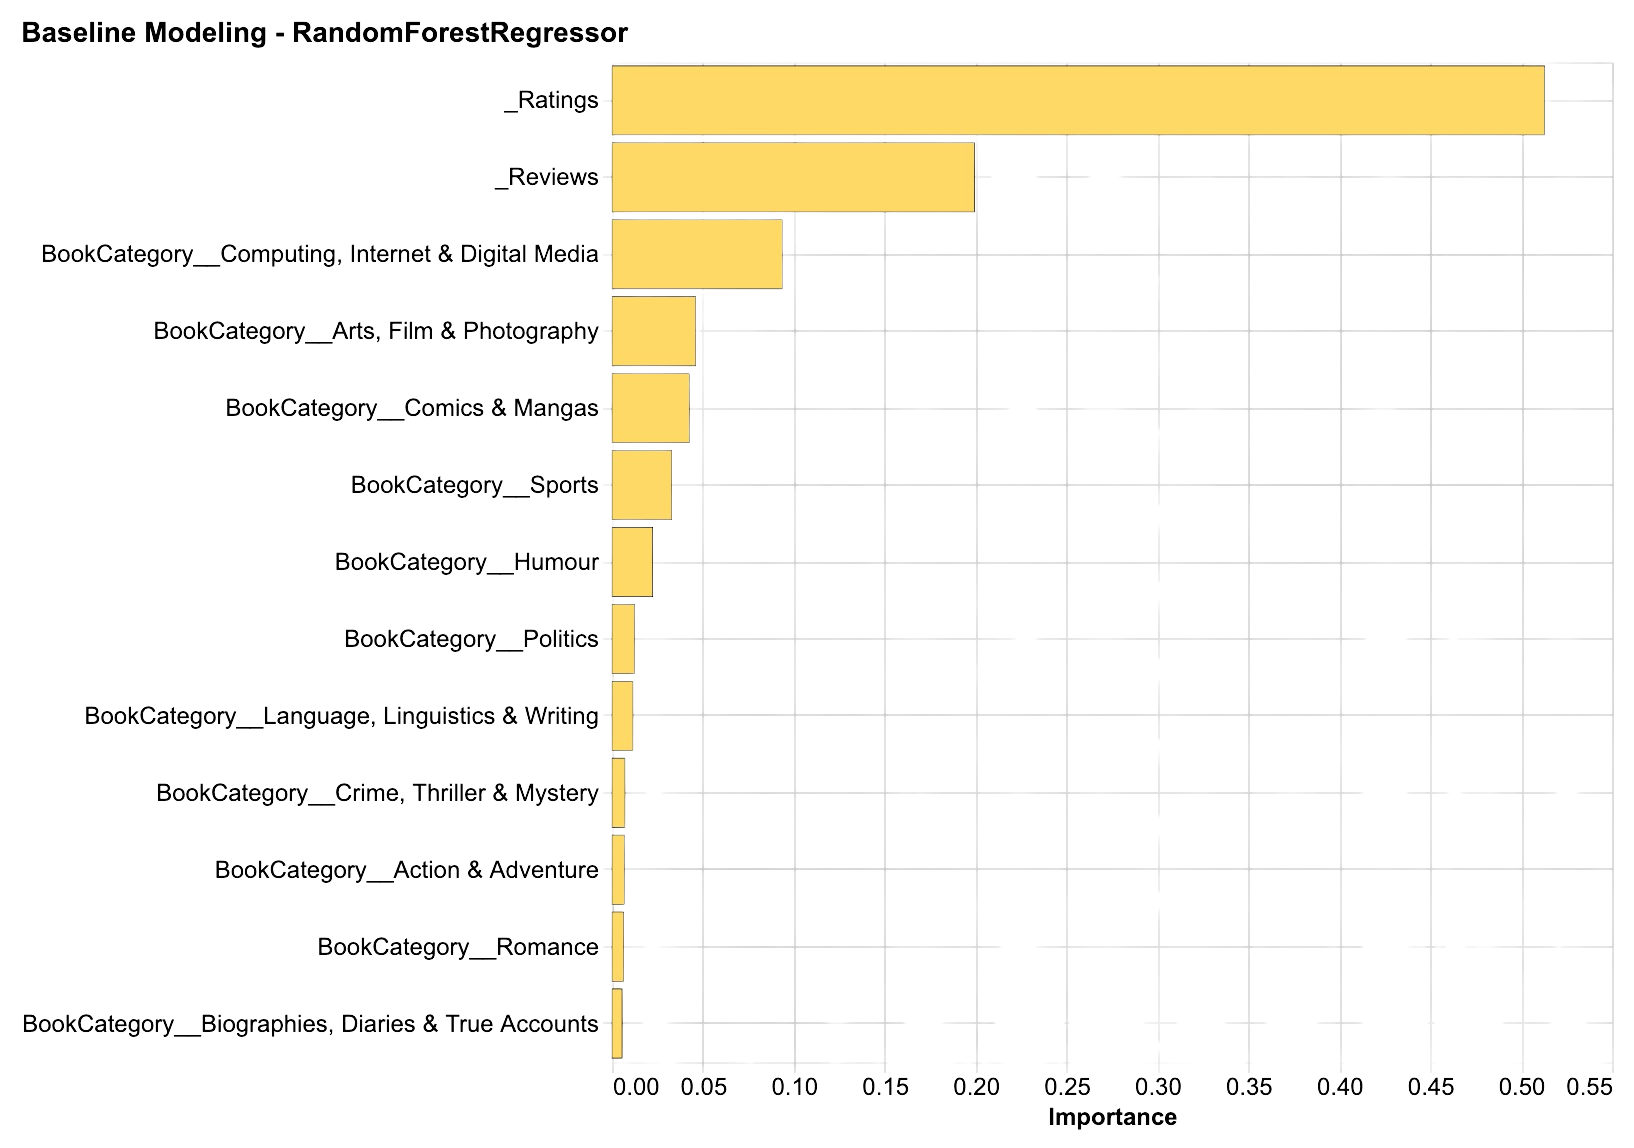 Baseline Modeling - RandomForestRegressor
_Ratings
_Reviews
BookCategory__Computing, Internet & Digital Media
BookCategory__Arts, Film & Photography
BookCategory__Comics & Mangas
BookCategory__Sports
BookCategory__Humour
BookCategory__Politics
BookCategory__Language, Linguistics & Writing
BookCategory__Crime, Thriller & Mystery
BookCategory__Action & Adventure
BookCategory__Romance
BookCategory__Biographies, Diaries & True Accounts
0.00 0.05 0.10 0.15 0.20 0.25 0.30 0.35 0.40 0.45 0.50 0.55
Importance